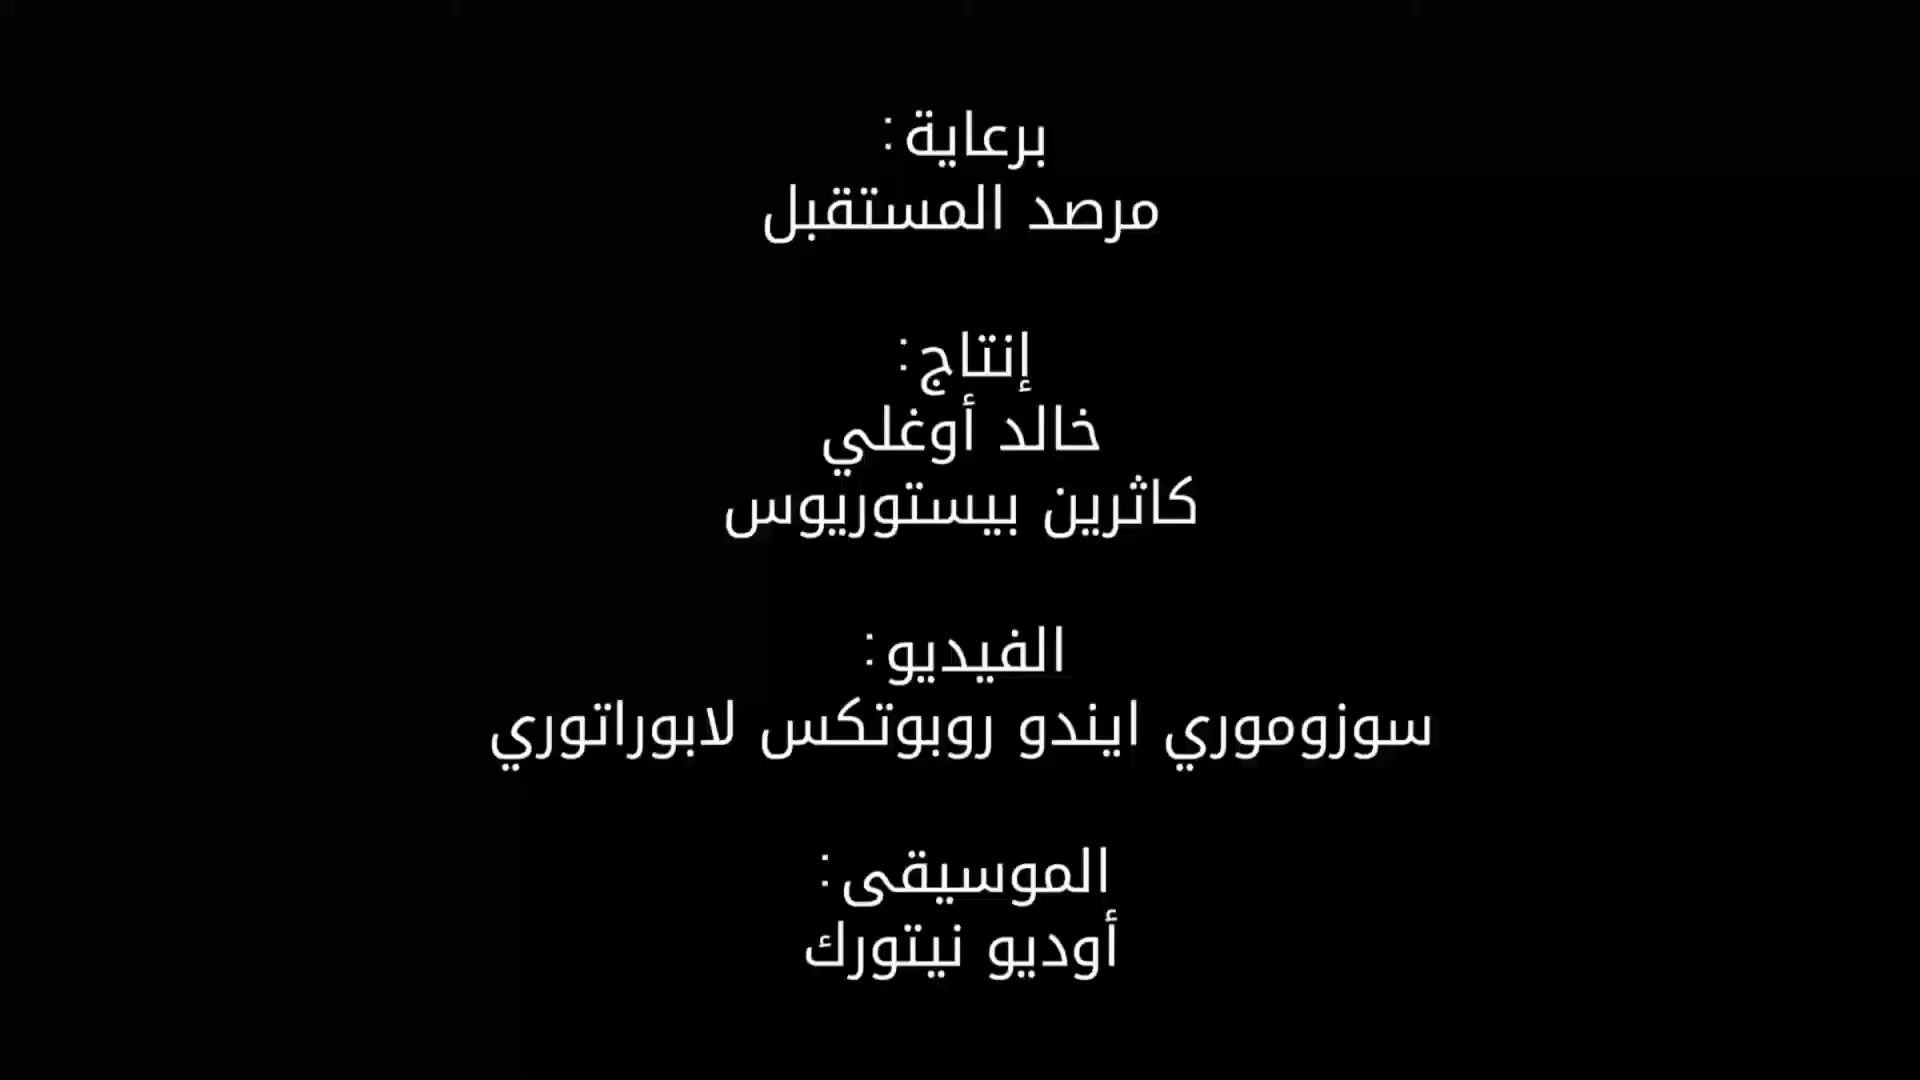 برعاية:
مرصد المستقبل
إنتاج:
خالد أوغلي
كاثرين بيستوريوس
الفيديو:
سوزوموري ايندو روبوتكس لابوراتوري
الموسيقى:
أوديو نيتورك